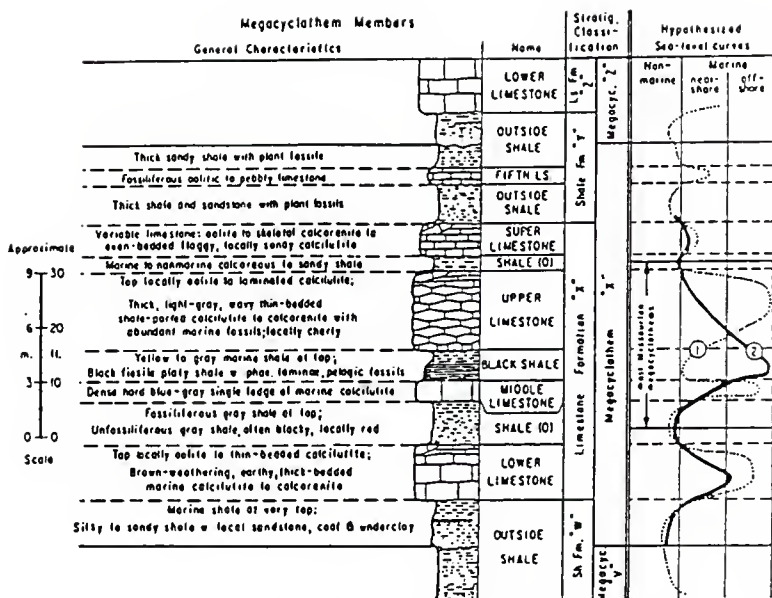 Megacyclothem Members
General Characteristics
Name
Stratig. Classi-
fication
Hypothesized
Sea-level curves
Non-
marine
Marine
near-
shore
off-
shore
LOWER
LIMESTONE
Ls Fm "Z"
Megacyc. "Z"
OUTSIDE
SHALE
Thick sandy shale with plant fossils
Fossiliferous oolitic to pebbly limestone
FIFTH LS.
Shale Fm "Y"
Thick shale and sandstone with plant fossils
OUTSIDE
SHALE
Variable limestone: oolite to skeletal calcarenite to
even-bedded flaggy, locally sandy calcilutite
SUPER
LIMESTONE
Marine to nonmarine calcareous to sandy shale
SHALE (O)
Top locally oolite to laminated calcilutite;
Thick, light-gray, wavy thin-bedded
shale-parted calcilutite to calcarenite with
abundant marine fossils; locally cherty
UPPER
LIMESTONE
Yellow to gray marine shale at top;
Black fissile platy shale w. phos. laminae, pelagic fossils
BLACK SHALE
Dense hard blue-gray single ledge of marine calcilutite
MIDDLE
LIMESTONE
Fossiliferous gray shale at top;
Unfossiliferous gray shale, often blocky, locally red
SHALE (O)
Top locally oolite to thin-bedded calcilutite;
Brown-weathering, earthy, thick-bedded
marine calcilutite to calcarenite
LOWER
LIMESTONE
Marine shale at very top;
Silty to sandy shale w local sandstone, coal & underclay
OUTSIDE
SHALE
Limestone Formation "X"
Megacyclothem "X"
Sh Fm. "W"
Megacyc. V"
most Missourian
megacyclothems
1
2
Approximate
9 30
6 20
m. ft.
3 10
0 0
Scale